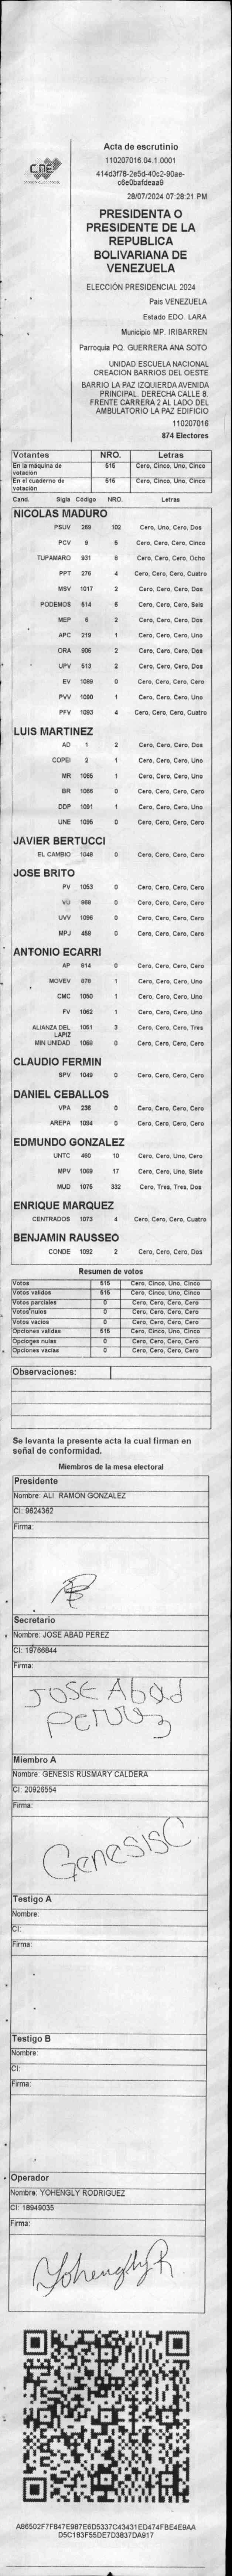 CNE
Acta de escrutinio
110207016.04.1.0001
414d3f78-2e5d-40c2-90ae-
c6e0bafdeaa9
28/07/2024 07:28:21 PM
PRESIDENTA O
PRESIDENTE DE LA
REPUBLICA
BOLIVARIANA DE
VENEZUELA
ELECCIÓN PRESIDENCIAL 2024
País VENEZUELA
Estado EDO. LARA
Municipio MP. IRIBARREN
Parroquia PQ. GUERRERA ANA SOTO
UNIDAD ESCUELA NACIONAL
CREACION BARRIOS DEL OESTE
BARRIO LA PAZ IZQUIERDA AVENIDA
PRINCIPAL. DERECHA CALLE 8.
FRENTE CARRERA 2 AL LADO DEL
AMBULATORIO LA PAZ EDIFICIO
110207016
874 Electores
Votantes NRO. Letras
En la máquina de votación 515 Cero, Cinco, Uno, Cinco
En el cuaderno de votación 515 Cero, Cinco, Uno, Cinco
Cand. Sigla Código NRO. Letras
NICOLAS MADURO
PSUV 269 102 Cero, Uno, Cero, Dos
PCV 9 5 Cero, Cero, Cero, Cinco
TUPAMARO 931 8 Cero, Cero, Cero, Ocho
PPT 276 4 Cero, Cero, Cero, Cuatro
MSV 1017 2 Cero, Cero, Cero, Dos
PODEMOS 514 6 Cero, Cero, Cero, Seis
MEP 6 2 Cero, Cero, Cero, Dos
APC 219 1 Cero, Cero, Cero, Uno
ORA 906 2 Cero, Cero, Cero, Dos
UPV 513 2 Cero, Cero, Cero, Dos
EV 1089 0 Cero, Cero, Cero, Cero
PVV 1090 1 Cero, Cero, Cero, Uno
PFV 1093 4 Cero, Cero, Cero, Cuatro
LUIS MARTINEZ
AD 1 2 Cero, Cero, Cero, Dos
COPEI 2 1 Cero, Cero, Cero, Uno
MR 1065 1 Cero, Cero, Cero, Uno
BR 1066 0 Cero, Cero, Cero, Cero
DDP 1091 1 Cero, Cero, Cero, Uno
UNE 1095 0 Cero, Cero, Cero, Cero
JAVIER BERTUCCI
EL CAMBIO 1048 0 Cero, Cero, Cero, Cero
JOSE BRITO
PV 1053 0 Cero, Cero, Cero, Cero
VU 868 0 Cero, Cero, Cero, Cero
UVV 1096 0 Cero, Cero, Cero, Cero
MPJ 458 0 Cero, Cero, Cero, Cero
ANTONIO ECARRI
AP 614 0 Cero, Cero, Cero, Cero
MOVEV 676 1 Cero, Cero, Cero, Uno
CMC 1050 1 Cero, Cero, Cero, Uno
FV 1062 1 Cero, Cero, Cero, Uno
ALIANZA DEL LAPIZ 1051 3 Cero, Cero, Cero, Tres
MIN UNIDAD 1069 0 Cero, Cero, Cero, Cero
CLAUDIO FERMIN
SPV 1049 0 Cero, Cero, Cero, Cero
DANIEL CEBALLOS
VPA 236 0 Cero, Cero, Cero, Cero
AREPA 1094 0 Cero, Cero, Cero, Cero
EDMUNDO GONZALEZ
UNTC 460 10 Cero, Cero, Uno, Cero
MPV 1069 17 Cero, Cero, Uno, Siete
MUD 1075 332 Cero, Tres, Tres, Dos
ENRIQUE MARQUEZ
CENTRADOS 1073 4 Cero, Cero, Cero, Cuatro
BENJAMIN RAUSSEO
CONDE 1092 2 Cero, Cero, Cero, Dos
Resumen de votos
Votos 515 Cero, Cinco, Uno, Cinco
Votos válidos 515 Cero, Cinco, Uno, Cinco
Votos parciales 0 Cero, Cero, Cero, Cero
Votos nulos 0 Cero, Cero, Cero, Cero
Votos vacíos 0 Cero, Cero, Cero, Cero
Opciones válidas 515 Cero, Cinco, Uno, Cinco
Opciones nulas 0 Cero, Cero, Cero, Cero
Opciones vacías 0 Cero, Cero, Cero, Cero
Observaciones:
Se levanta la presente acta la cual firman en
señal de conformidad.
Miembros de la mesa electoral
Presidente
Nombre: ALI RAMON GONZALEZ
CI: 9624362
Firma:
Secretario
Nombre: JOSE ABAD PEREZ
CI: 19766844
Firma:
JOSE Abad
Perez
Miembro A
Nombre: GENESIS RUSMARY CALDERA
CI: 20926554
Firma:
GenesisC
Testigo A
Nombre:
CI:
Firma:
Testigo B
Nombre:
CI:
Firma:
Operador
Nombre: YOHENGLY RODRIGUEZ
CI: 18949035
Firma:
YohenglyR
A86502F7F847E987E6D5337C43431ED474FBE4E9AA
D5C183F55DE7D3837DA917